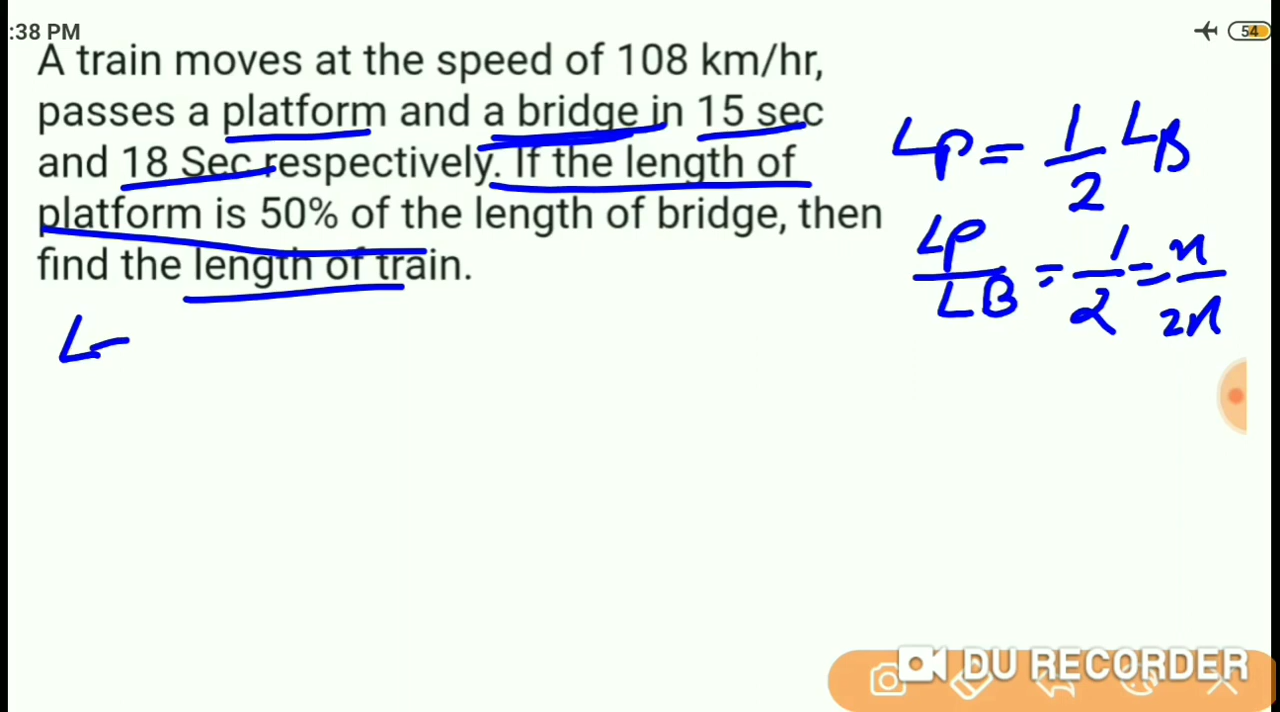 :38 PM
54
A train moves at the speed of 108 km/hr,
passes a platform and a bridge in 15 sec
and 18 Sec respectively. If the length of
platform is 50% of the length of bridge, then
find the length of train.
LP = 1/2 LB
LP/LB = 1/2 = x/2x
L
DU RECORDER